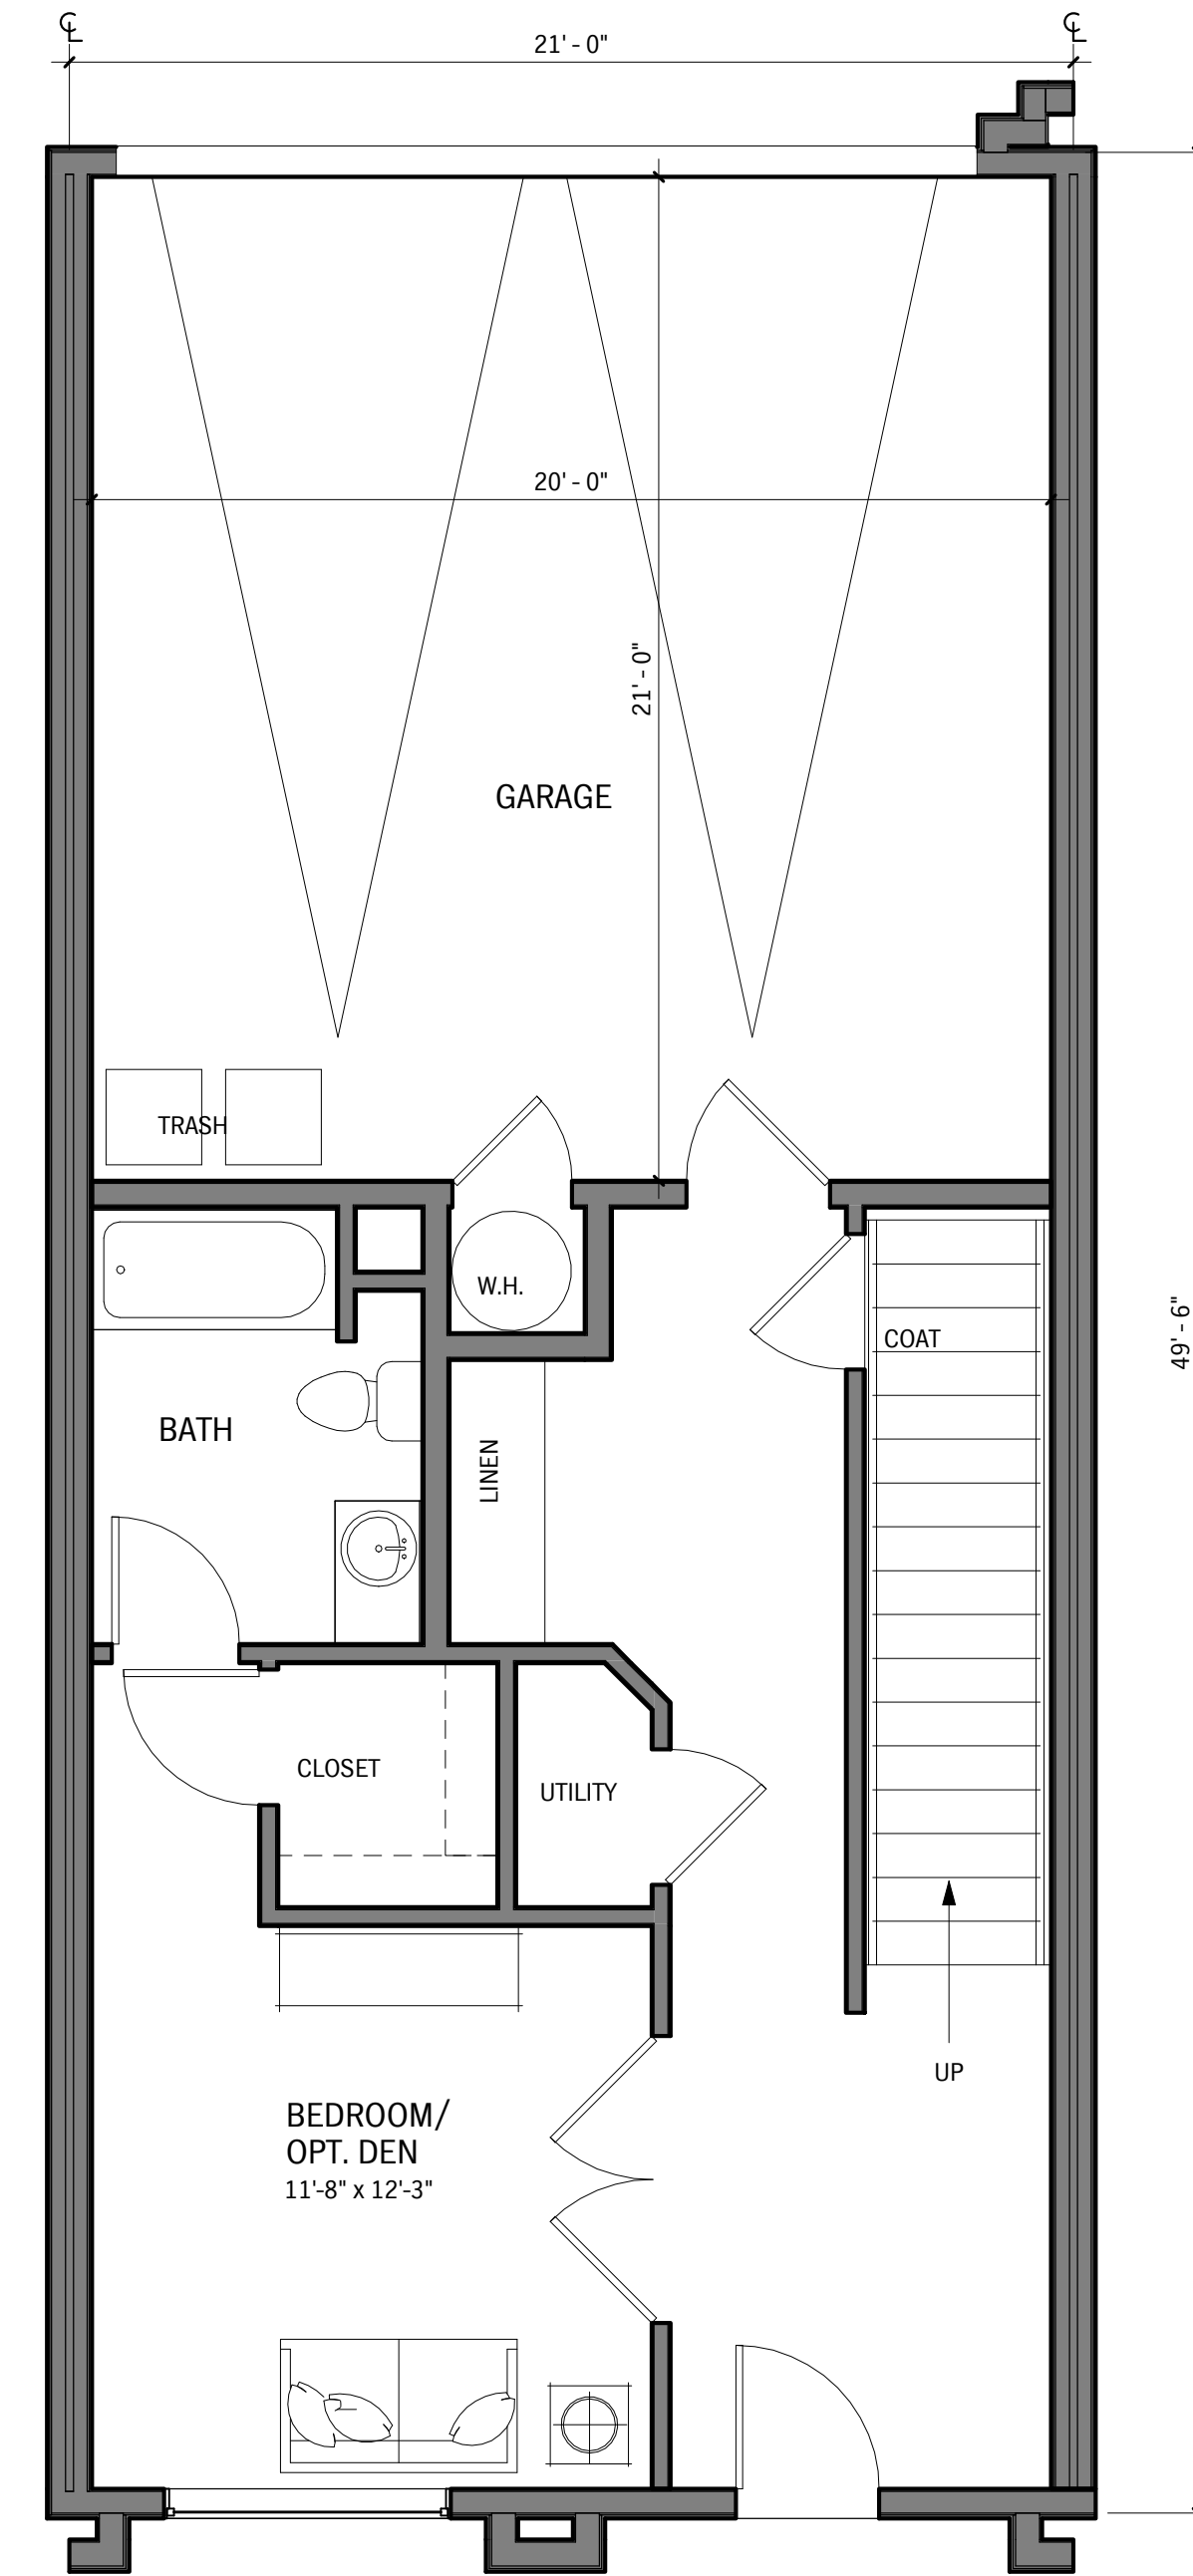 ℄ ℄
21' - 0"
20' - 0"
21' - 0"
GARAGE
TRASH
W.H.
COAT
49' - 6"
BATH
LINEN
CLOSET
UTILITY
UP
BEDROOM/
OPT. DEN
11'-8" x 12'-3"